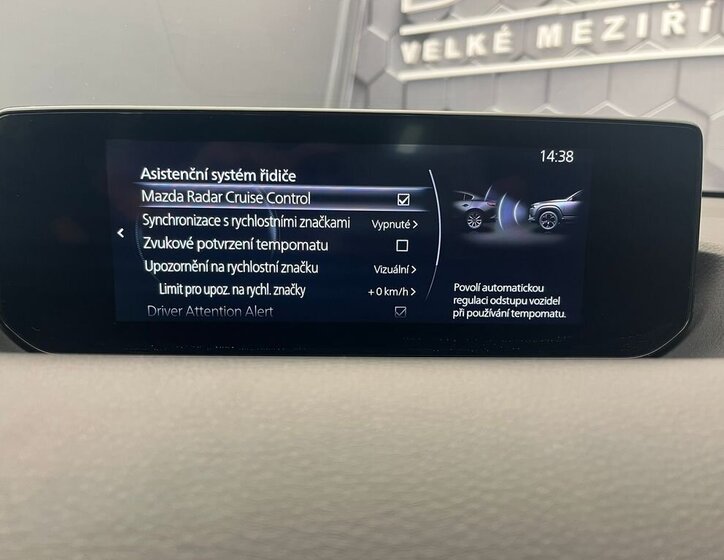 VELKÉ MEZIŘÍ
14:38
Asistenční systém řidiče
Mazda Radar Cruise Control
Synchronizace s rychlostními značkami Vypnuté >
Zvukové potvrzení tempomatu
Upozornění na rychlostní značku Vizuální >
Limit pro upoz. na rychl. značky + 0 km/h >
Driver Attention Alert
Povolí automatickou
regulaci odstupu vozidel
při používání tempomatu.